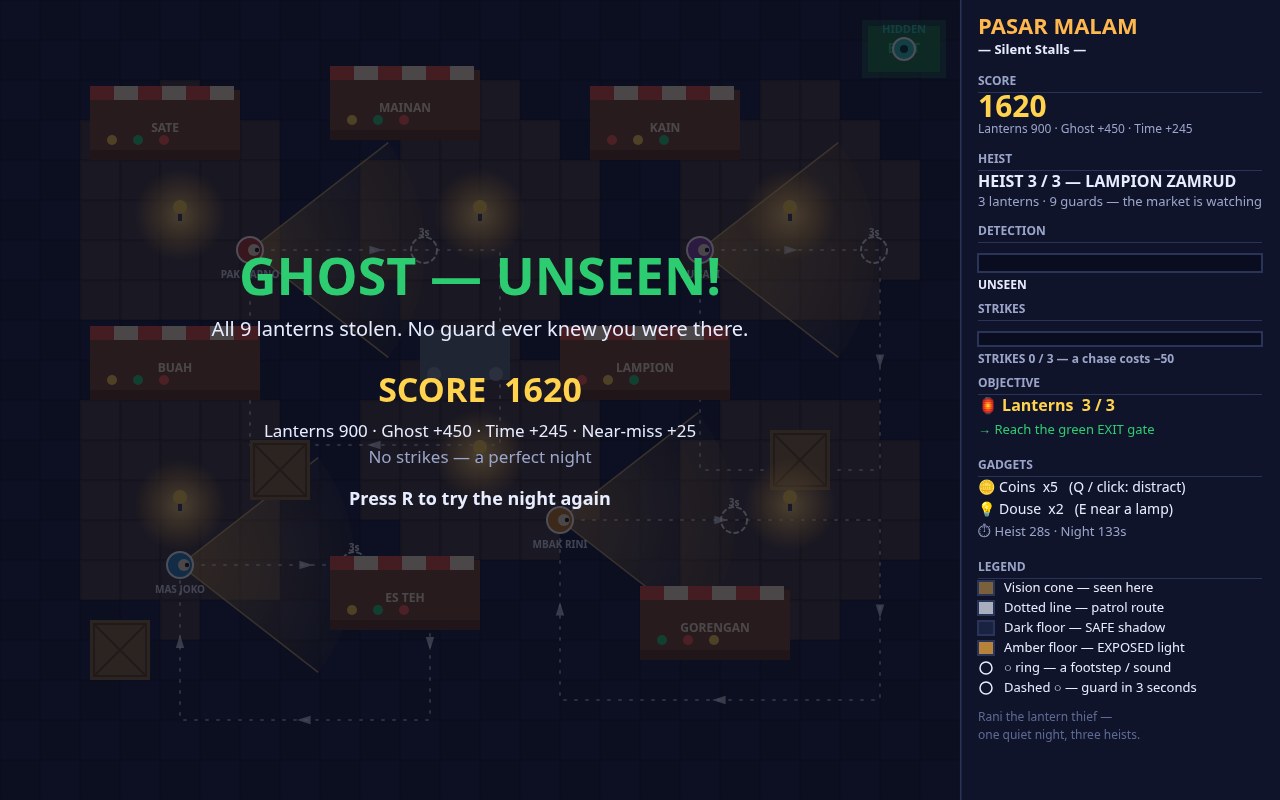 HIDDEN
SATE
MAINAN
KAIN
3s
3s
GHOST — UNSEEN!
All 9 lanterns stolen. No guard ever knew you were there.
BUAH
LAMPION
SCORE 1620
Lanterns 900 · Ghost +450 · Time +245 · Near-miss +25
No strikes — a perfect night
Press R to try the night again
3s
MBAK RINI
3s
MAS JOKO
ES TEH
GORENGAN
PASAR MALAM
— Silent Stalls —
SCORE
1620
Lanterns 900 · Ghost +450 · Time +245
HEIST
HEIST 3 / 3 — LAMPION ZAMRUD
3 lanterns · 9 guards — the market is watching
DETECTION
UNSEEN
STRIKES
STRIKES 0 / 3 — a chase costs −50
OBJECTIVE
🏮 Lanterns 3 / 3
→ Reach the green EXIT gate
GADGETS
🪙 Coins x5 (Q / click: distract)
💡 Douse x2 (E near a lamp)
⏱ Heist 28s · Night 133s
LEGEND
Vision cone — seen here
Dotted line — patrol route
Dark floor — SAFE shadow
Amber floor — EXPOSED light
○ ring — a footstep / sound
Dashed ○ — guard in 3 seconds
Rani the lantern thief —
one quiet night, three heists.